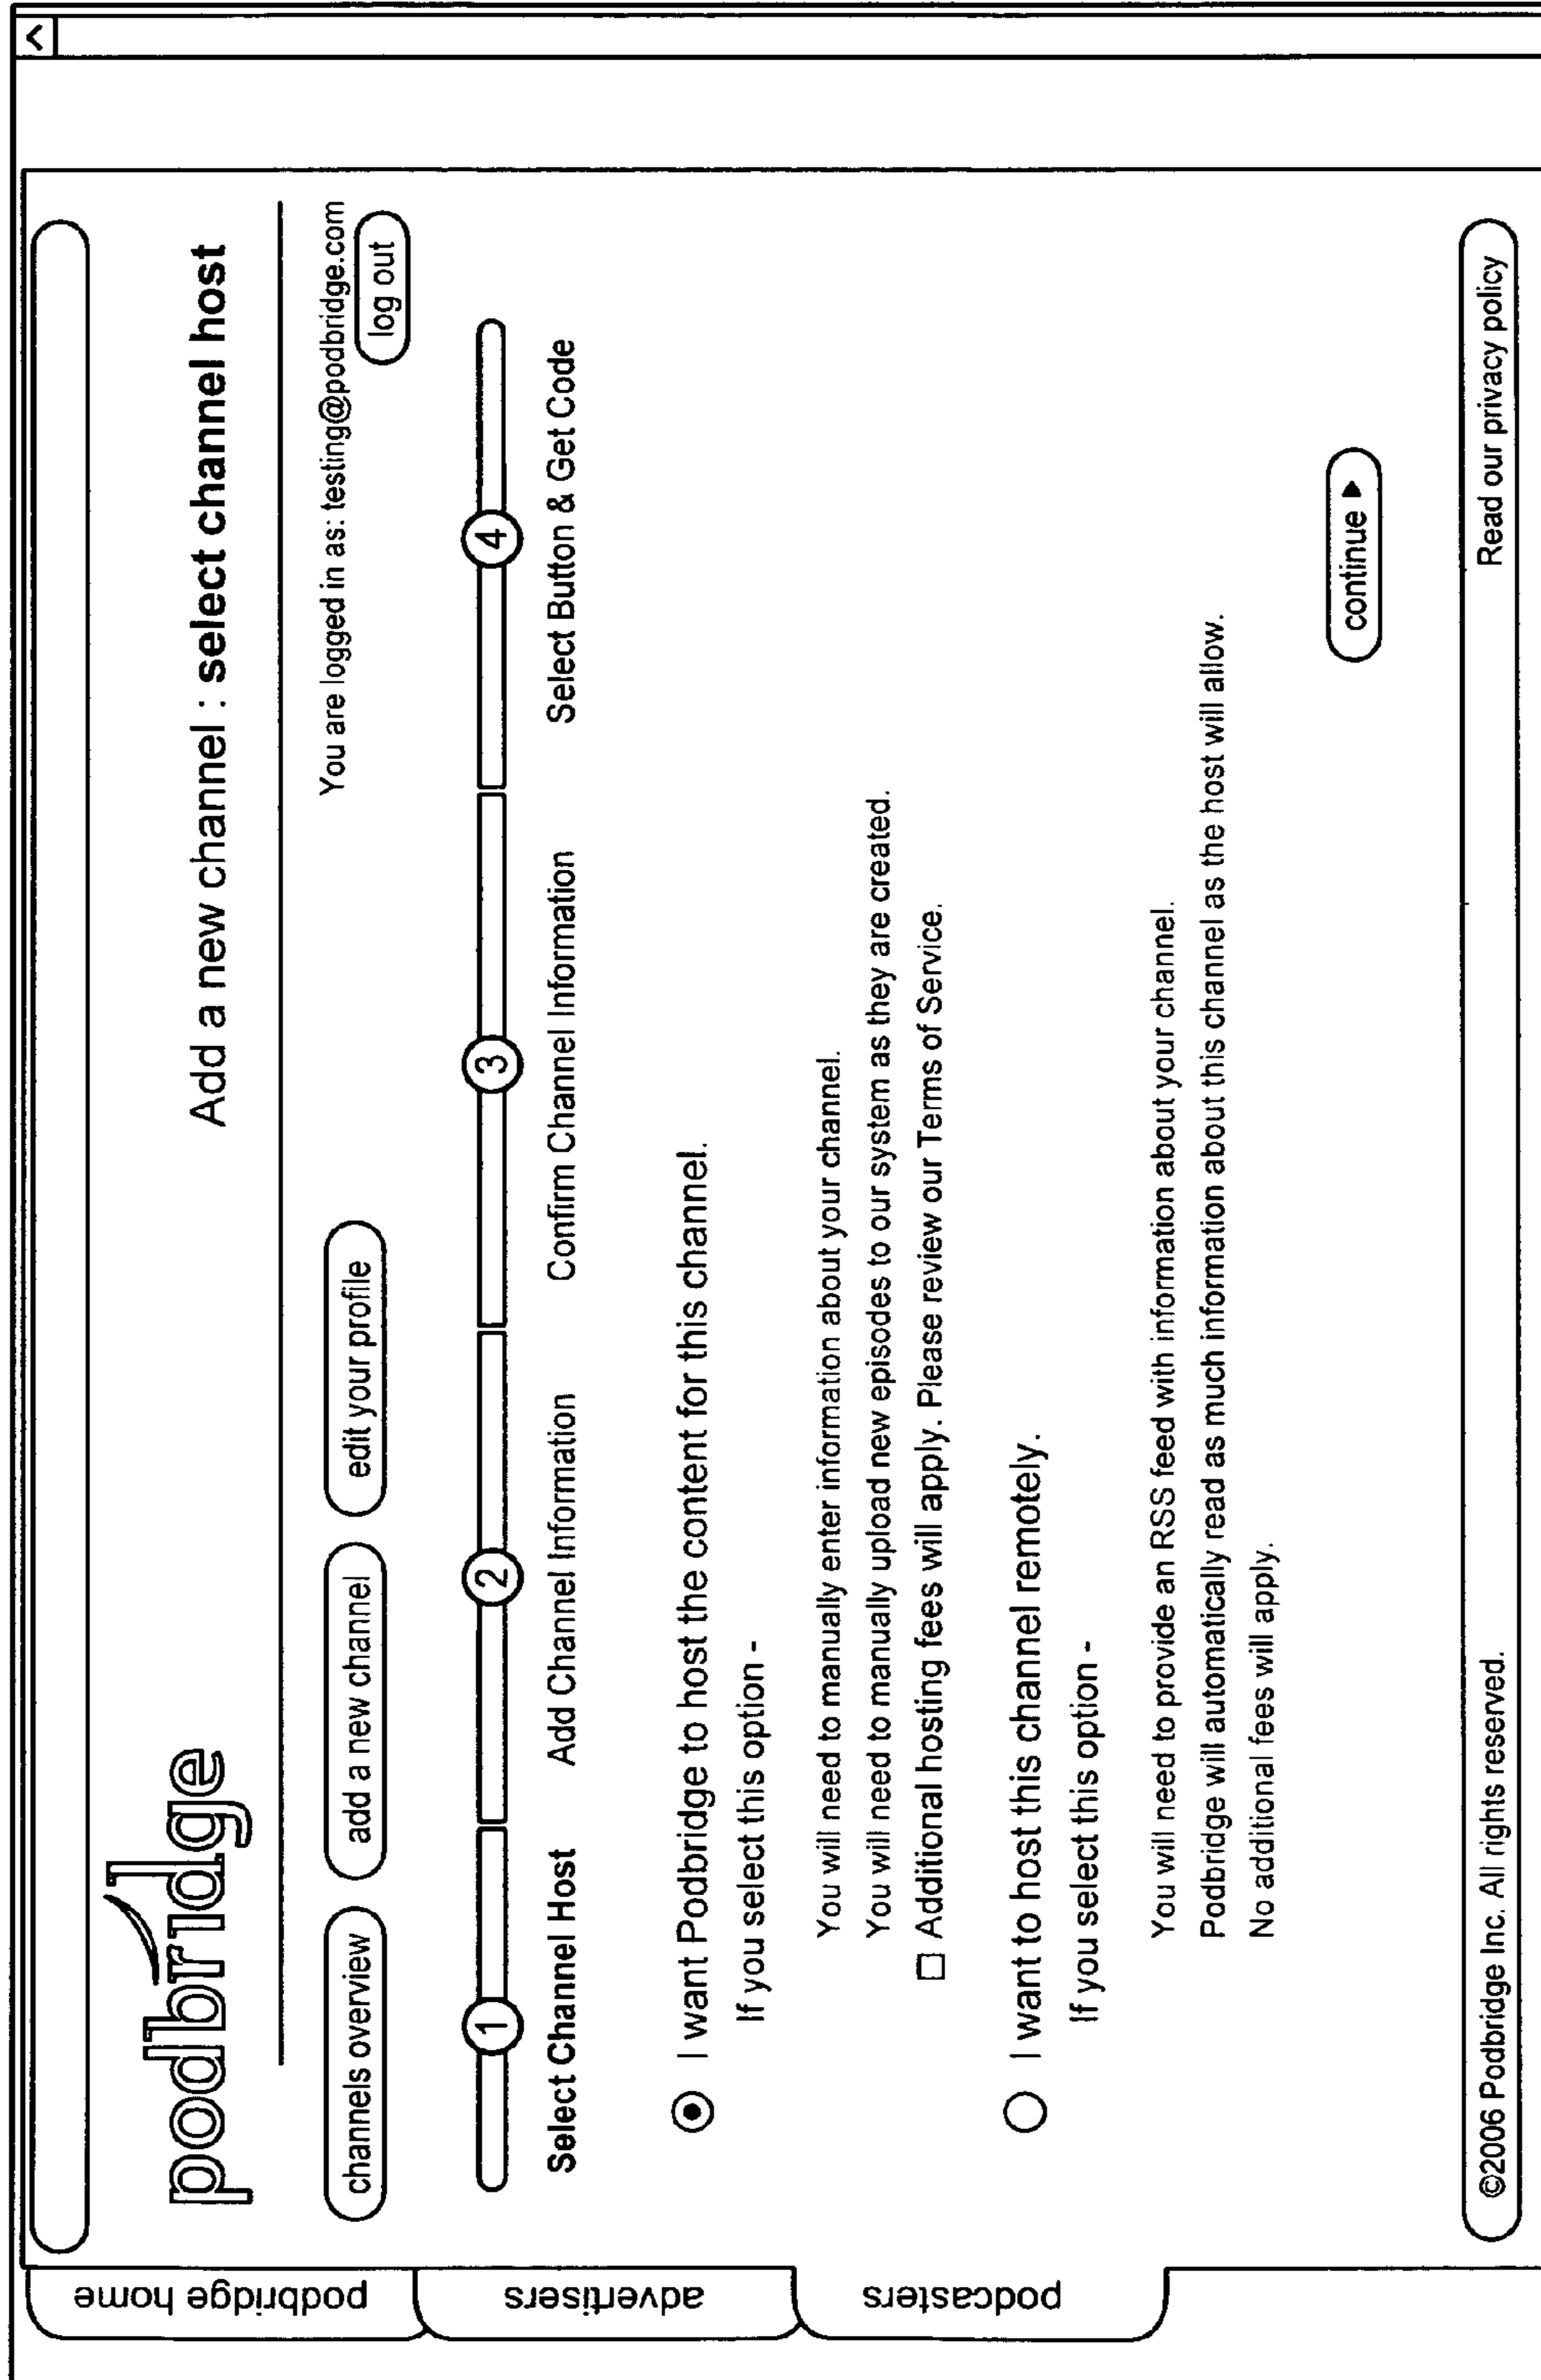 podbridge
Add a new channel : select channel host
channels overview
add a new channel
edit your profile
You are logged in as: testing@podbridge.com
log out
1
2
3
4
Select Channel Host
Add Channel Information
Confirm Channel Information
Select Button & Get Code
I want Podbridge to host the content for this channel.
If you select this option -
You will need to manually enter information about your channel.
You will need to manually upload new episodes to our system as they are created.
Additional hosting fees will apply. Please review our Terms of Service.
I want to host this channel remotely.
If you select this option -
You will need to provide an RSS feed with information about your channel.
Podbridge will automatically read as much information about this channel as the host will allow.
No additional fees will apply.
continue ▶
©2006 Podbridge Inc. All rights reserved.
Read our privacy policy
podbridge home
advertisers
podcasters